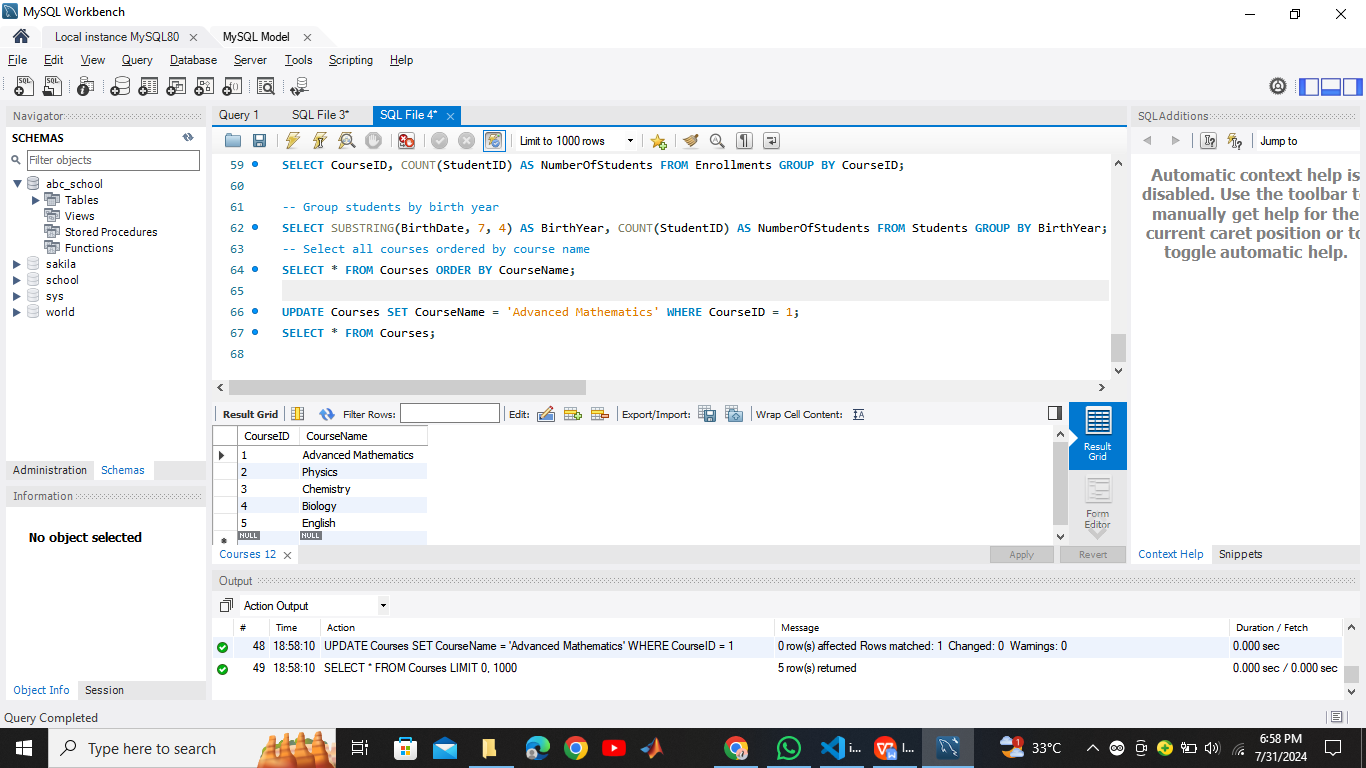 MySQL Workbench
Local instance MySQL80
MySQL Model
File Edit View Query Database Server Tools Scripting Help
Navigator
SCHEMAS
Filter objects
abc_school
Tables
Views
Stored Procedures
Functions
sakila
school
sys
world
Administration Schemas
Information
No object selected
Object Info Session
Query 1 SQL File 3* SQL File 4*
Limit to 1000 rows
59 SELECT CourseID, COUNT(StudentID) AS NumberOfStudents FROM Enrollments GROUP BY CourseID;
60
61 -- Group students by birth year
62 SELECT SUBSTRING(BirthDate, 7, 4) AS BirthYear, COUNT(StudentID) AS NumberOfStudents FROM Students GROUP BY BirthYear;
63 -- Select all courses ordered by course name
64 SELECT * FROM Courses ORDER BY CourseName;
65
66 UPDATE Courses SET CourseName = 'Advanced Mathematics' WHERE CourseID = 1;
67 SELECT * FROM Courses;
68
Result Grid Filter Rows: Edit: Export/Import: Wrap Cell Content:
CourseID CourseName
1 Advanced Mathematics
2 Physics
3 Chemistry
4 Biology
5 English
NULL NULL
Result
Grid
Form
Editor
Courses 12
Apply Revert
SQLAdditions
Jump to
Automatic context help is
disabled. Use the toolbar t
manually get help for the
current caret position or to
toggle automatic help.
Context Help Snippets
Output
Action Output
# Time Action Message Duration / Fetch
48 18:58:10 UPDATE Courses SET CourseName = 'Advanced Mathematics' WHERE CourseID = 1 0 row(s) affected Rows matched: 1 Changed: 0 Warnings: 0 0.000 sec
49 18:58:10 SELECT * FROM Courses LIMIT 0, 1000 5 row(s) returned 0.000 sec / 0.000 sec
Query Completed
Type here to search
i...
I...
1
33°C
6:58 PM
7/31/2024